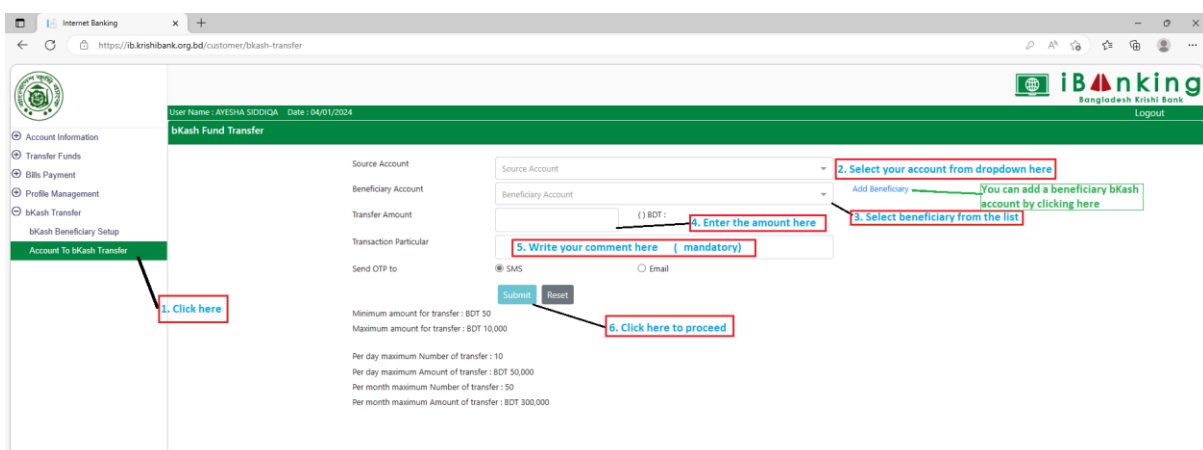 Internet Banking
https://ib.krishibank.org.bd/customer/bkash-transfer
iBanking
Bangladesh Krishi Bank
User Name : AYESHA SIDDIQA Date : 04/01/2024
Logout
Account Information
Transfer Funds
Bills Payment
Profile Management
bKash Transfer
bKash Beneficiary Setup
Account To bKash Transfer
1. Click here
bKash Fund Transfer
Source Account
Source Account
2. Select your account from dropdown here
Beneficiary Account
Beneficiary Account
Add Beneficiary
You can add a beneficiary bKash
account by clicking here
3. Select beneficiary from the list
Transfer Amount
( ) BDT :
4. Enter the amount here
Transaction Particular
5. Write your comment here ( mandatory)
Send OTP to
SMS
Email
Submit
Reset
6. Click here to proceed
Minimum amount for transfer : BDT 50
Maximum amount for transfer : BDT 10,000
Per day maximum Number of transfer : 10
Per day maximum Amount of transfer : BDT 50,000
Per month maximum Number of transfer : 50
Per month maximum Amount of transfer : BDT 300,000